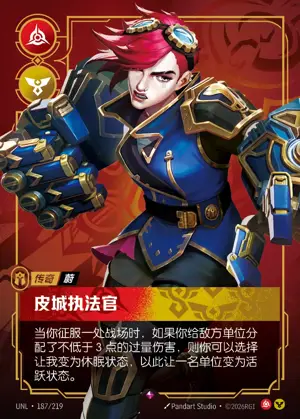 传奇 蔚
皮城执法官
当你征服一处战场时，如果你给敌方单位分
配了不低于3点的过量伤害，则你可以选择
让我变为休眠状态，以此让一名单位变为活
跃状态。
UNL · 187/219
Pandart Studio · ©2026RG1